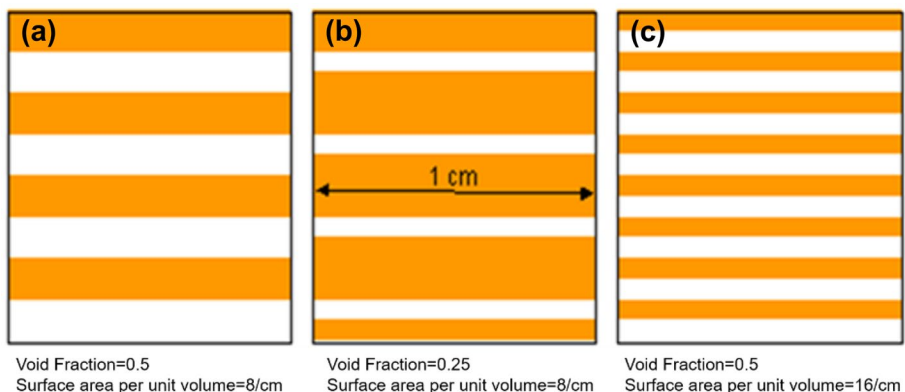 (a)
(b)
(c)
1 cm
Void Fraction=0.5
Surface area per unit volume=8/cm
Void Fraction=0.25
Surface area per unit volume=8/cm
Void Fraction=0.5
Surface area per unit volume=16/cm